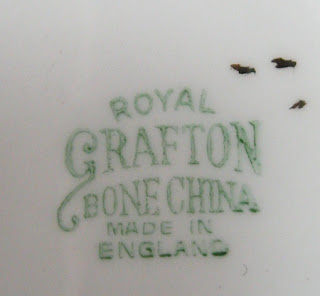 ROYAL
GRAFTON
BONE CHINA
MADE IN
ENGLAND